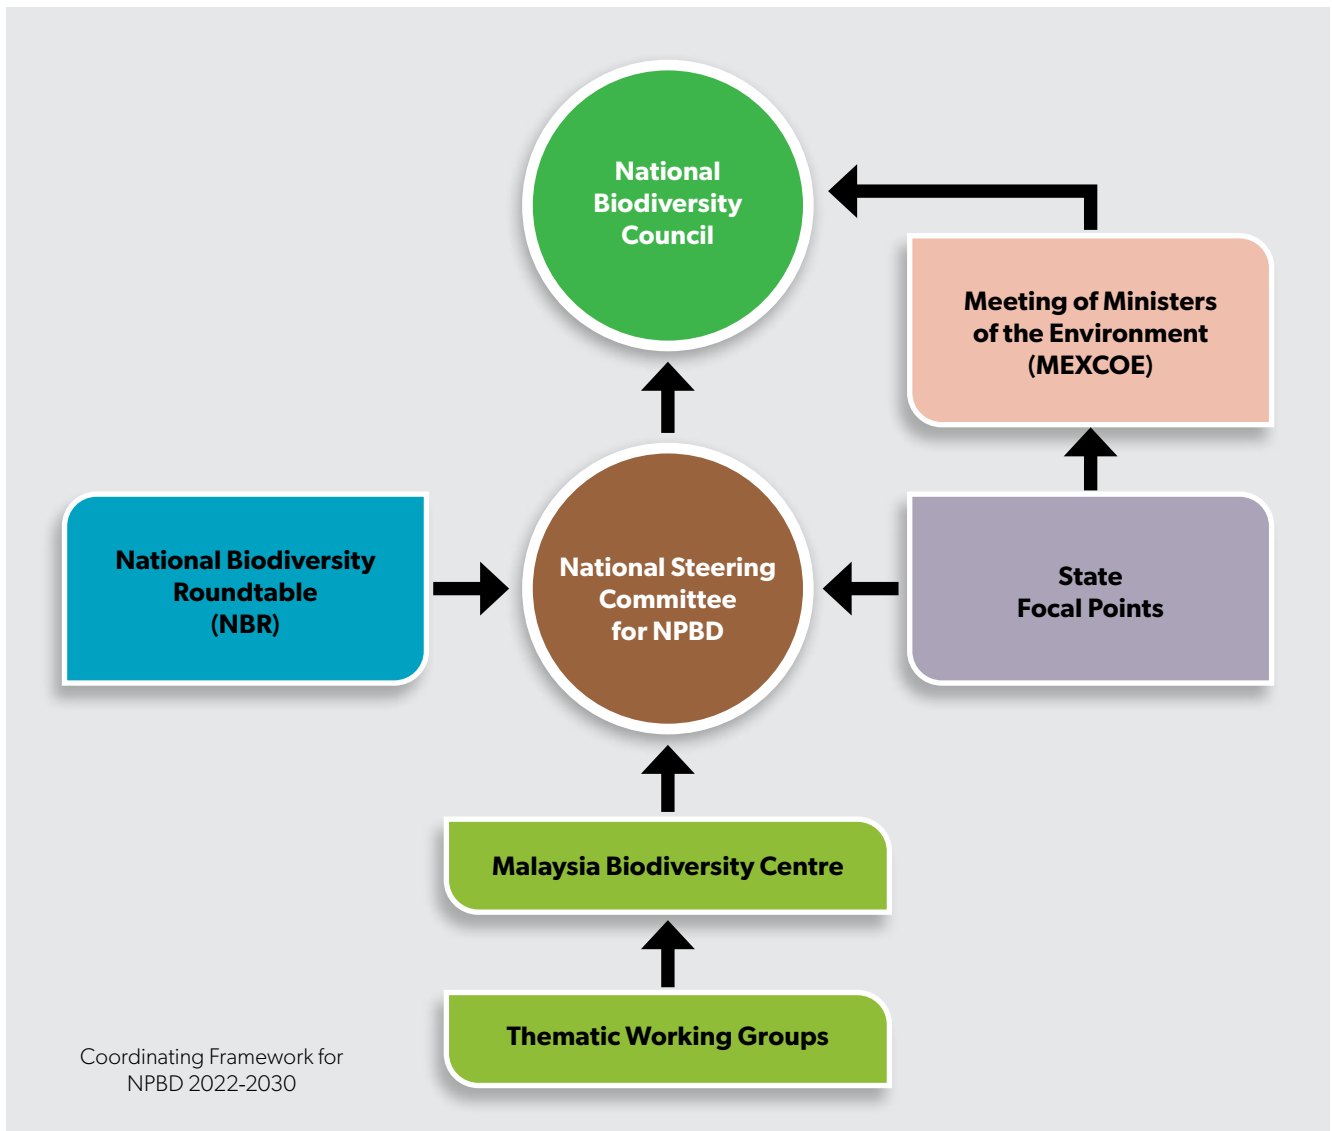 National
Biodiversity
Council
Meeting of Ministers
of the Environment
(MEXCOE)
National Biodiversity
Roundtable
(NBR)
National Steering
Committee
for NPBD
State
Focal Points
Malaysia Biodiversity Centre
Thematic Working Groups
Coordinating Framework for
NPBD 2022-2030